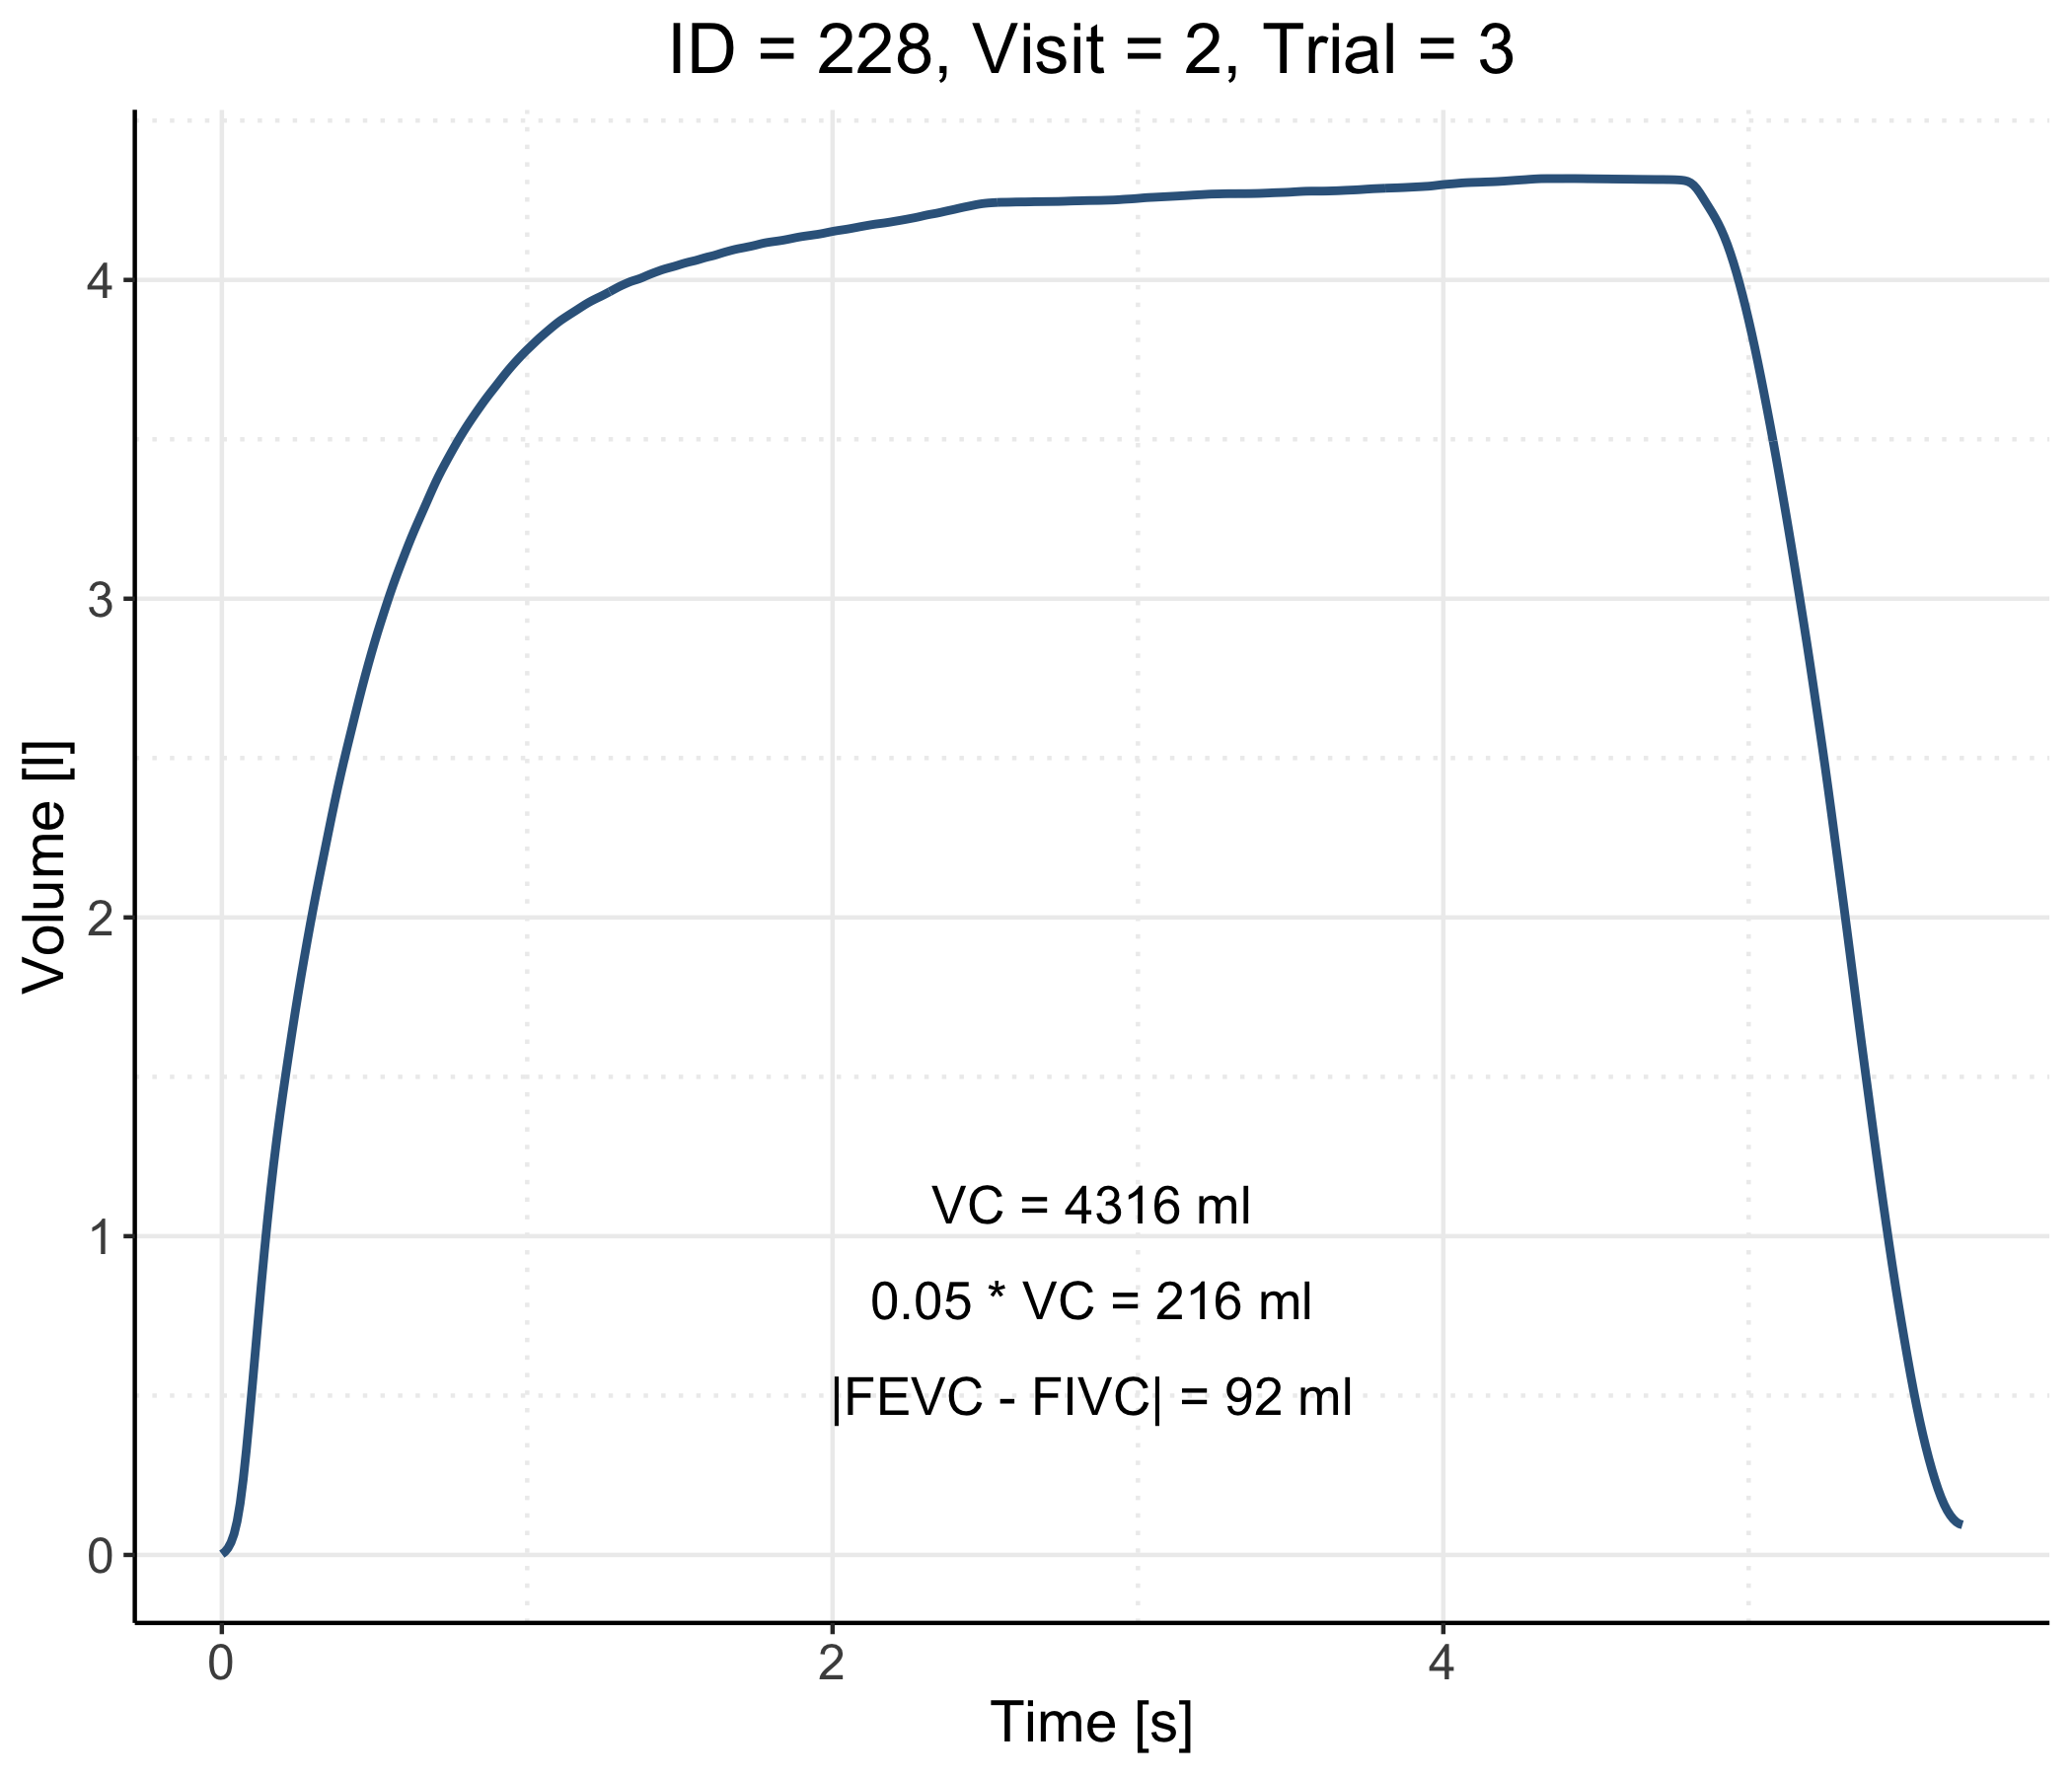 ID = 228, Visit = 2, Trial = 3
Volume [l]
4
3
2
1
0
VC = 4316 ml
0.05 * VC = 216 ml
|FEVC - FIVC| = 92 ml
0 2 4
Time [s]